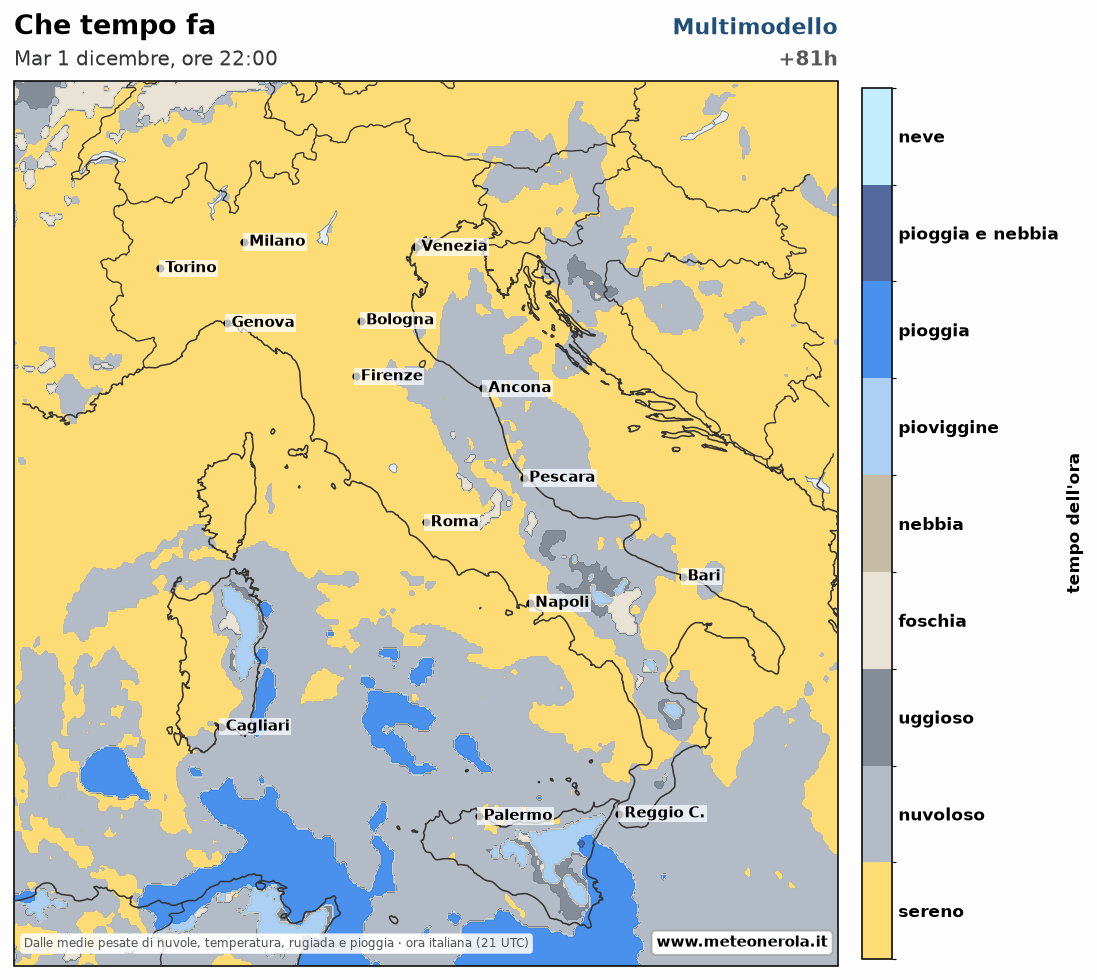 Che tempo fa
Multimodello
Mar 1 dicembre, ore 22:00
+81h
neve
pioggia e nebbia
pioggia
pioviggine
nebbia
foschia
uggioso
nuvoloso
sereno
tempo dell'ora
Milano
Venezia
Torino
Genova
Bologna
Firenze
Ancona
Pescara
Roma
Bari
Napoli
Cagliari
Palermo
Reggio C.
Dalle medie pesate di nuvole, temperatura, rugiada e pioggia · ora italiana (21 UTC)
www.meteonerola.it